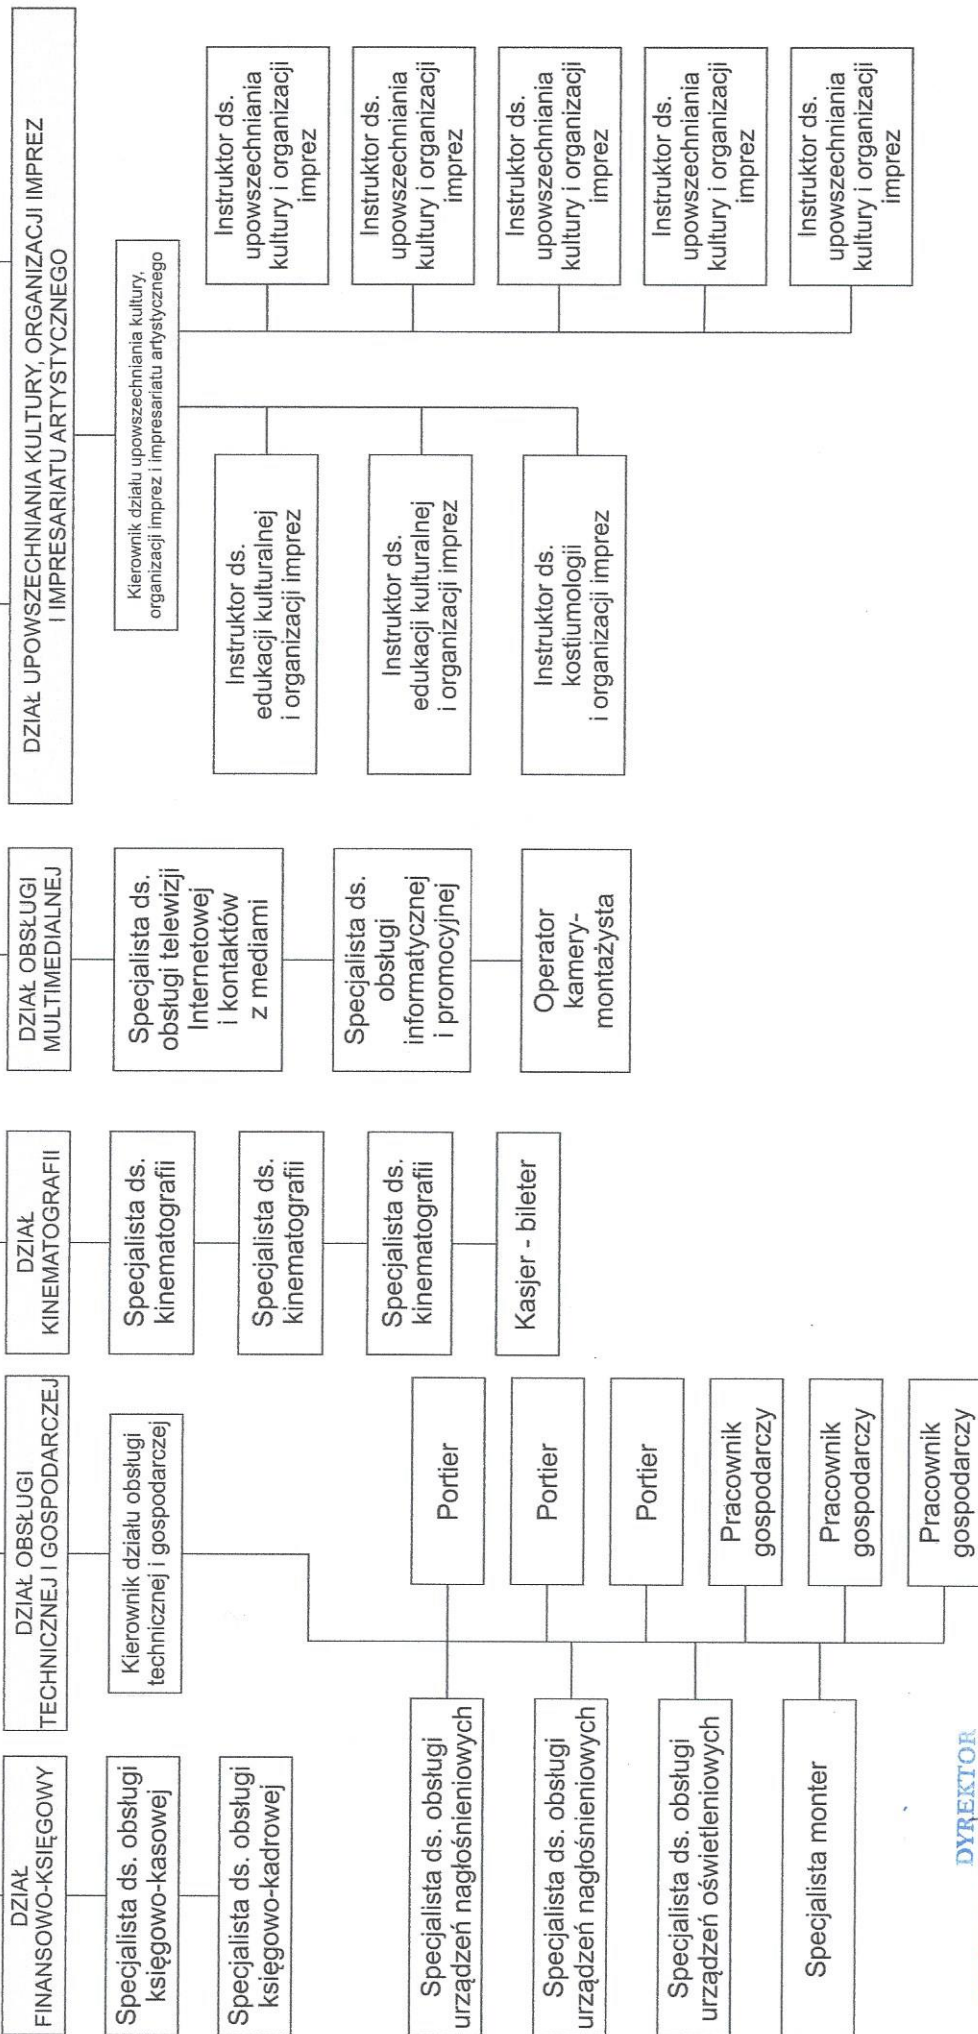 DZIAŁ
FINANSOWO-KSIĘGOWY
Specjalista ds. obsługi
księgowo-kasowej
Specjalista ds. obsługi
księgowo-kadrowej
DZIAŁ OBSŁUGI
TECHNICZNEJ I GOSPODARCZEJ
Kierownik działu obsługi
technicznej i gospodarczej
Specjalista ds. obsługi
urządzeń nagłośnieniowych
Specjalista ds. obsługi
urządzeń nagłośnieniowych
Specjalista ds. obsługi
urządzeń oświetleniowych
Specjalista monter
Portier
Portier
Portier
Pracownik
gospodarczy
Pracownik
gospodarczy
Pracownik
gospodarczy
DZIAŁ
KINEMATOGRAFII
Specjalista ds.
kinematografii
Specjalista ds.
kinematografii
Specjalista ds.
kinematografii
Kasjer - bileter
DZIAŁ OBSŁUGI
MULTIMEDIALNEJ
Specjalista ds.
obsługi telewizji
Internetowej
i kontaktów
z mediami
Specjalista ds.
obsługi
informatycznej
i promocyjnej
Operator
kamery-
montażysta
DZIAŁ UPOWSZECHNIANIA KULTURY, ORGANIZACJI IMPREZ
I IMPRESARIATU ARTYSTYCZNEGO
Kierownik działu upowszechniania kultury,
organizacji imprez i impresariatu artystycznego
Instruktor ds.
edukacji kulturalnej
i organizacji imprez
Instruktor ds.
edukacji kulturalnej
i organizacji imprez
Instruktor ds.
kostiumologii
i organizacji imprez
Instruktor ds.
upowszechniania
kultury i organizacji
imprez
Instruktor ds.
upowszechniania
kultury i organizacji
imprez
Instruktor ds.
upowszechniania
kultury i organizacji
imprez
Instruktor ds.
upowszechniania
kultury i organizacji
imprez
Instruktor ds.
upowszechniania
kultury i organizacji
imprez
DYREKTOR